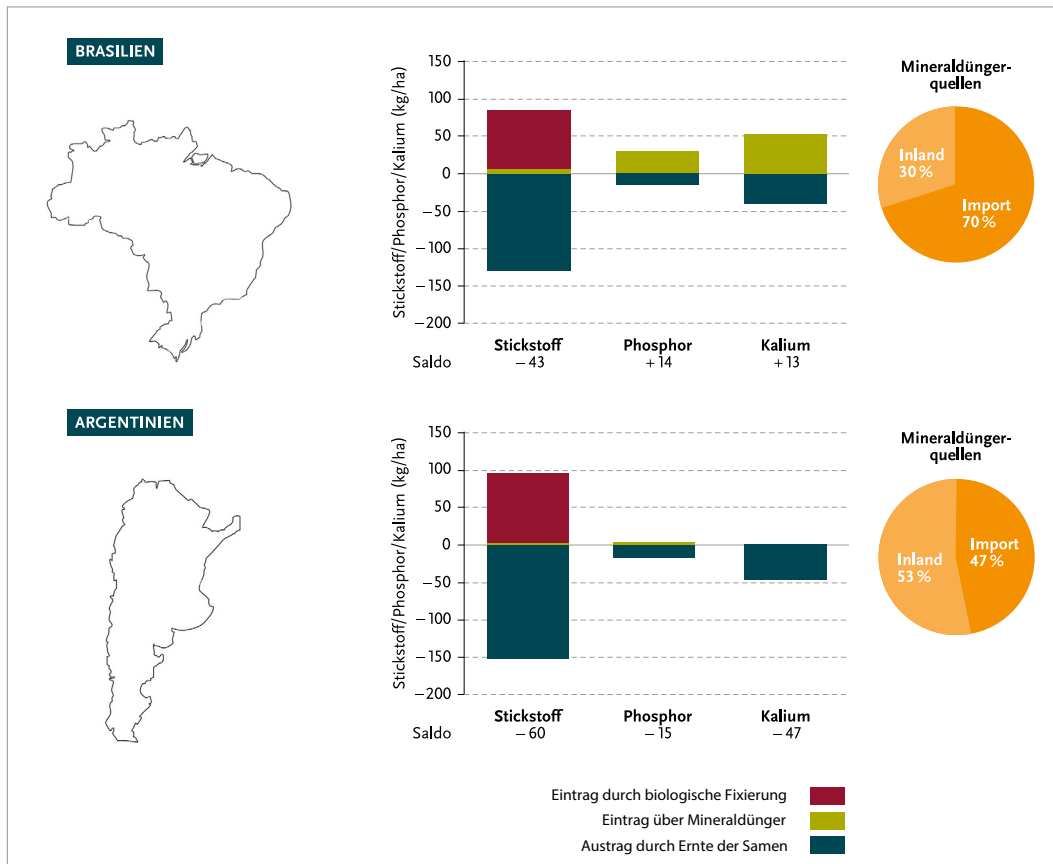 BRASILIEN
Stickstoff/Phosphor/Kalium (kg/ha)
150
100
50
0
−50
−100
−150
−200
Stickstoff Phosphor Kalium
Saldo −43 +14 +13
Mineraldünger-
quellen
Inland
30 %
Import
70 %
ARGENTINIEN
Stickstoff/Phosphor/Kalium (kg/ha)
150
100
50
0
−50
−100
−150
−200
Stickstoff Phosphor Kalium
Saldo −60 −15 −47
Mineraldünger-
quellen
Inland
53 %
Import
47 %
Eintrag durch biologische Fixierung
Eintrag über Mineraldünger
Austrag durch Ernte der Samen